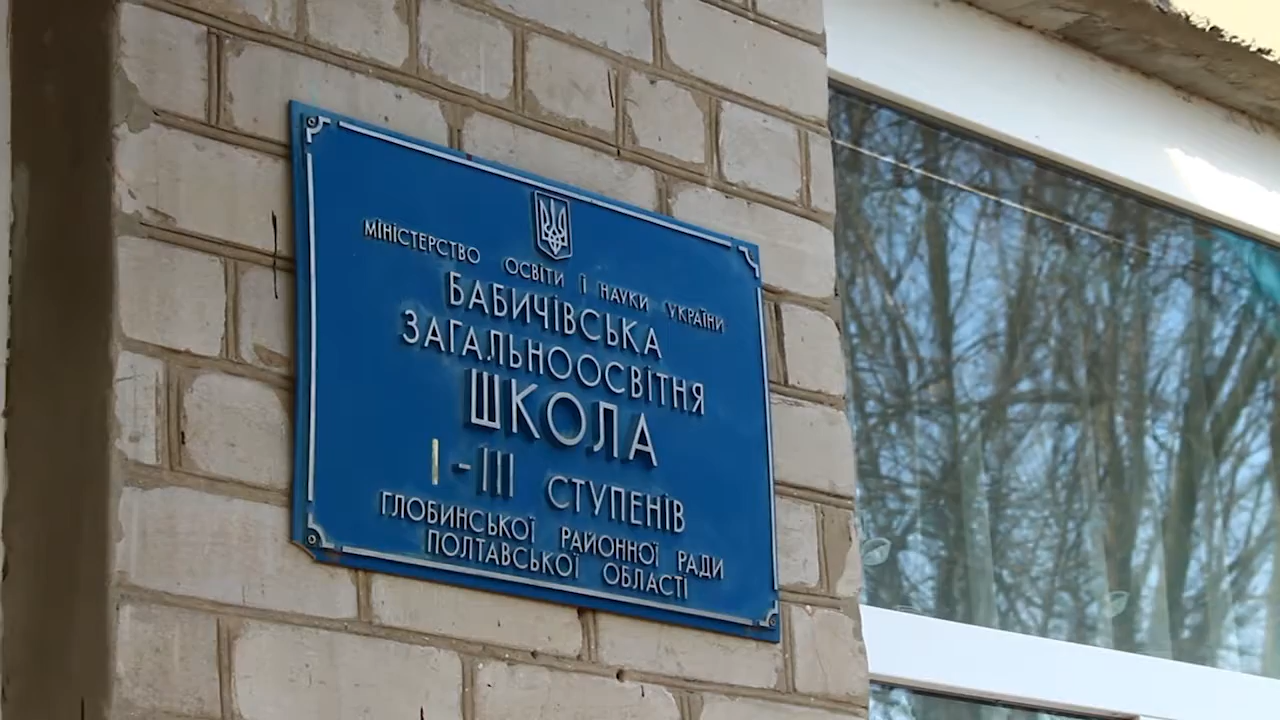 МІНІСТЕРСТВО ОСВІТИ І НАУКИ УКРАЇНИ
БАБИЧІВСЬКА
ЗАГАЛЬНООСВІТНЯ
ШКОЛА
І-ІІІ СТУПЕНІВ
ГЛОБИНСЬКОЇ РАЙОННОЇ РАДИ
ПОЛТАВСЬКОЇ ОБЛАСТІ